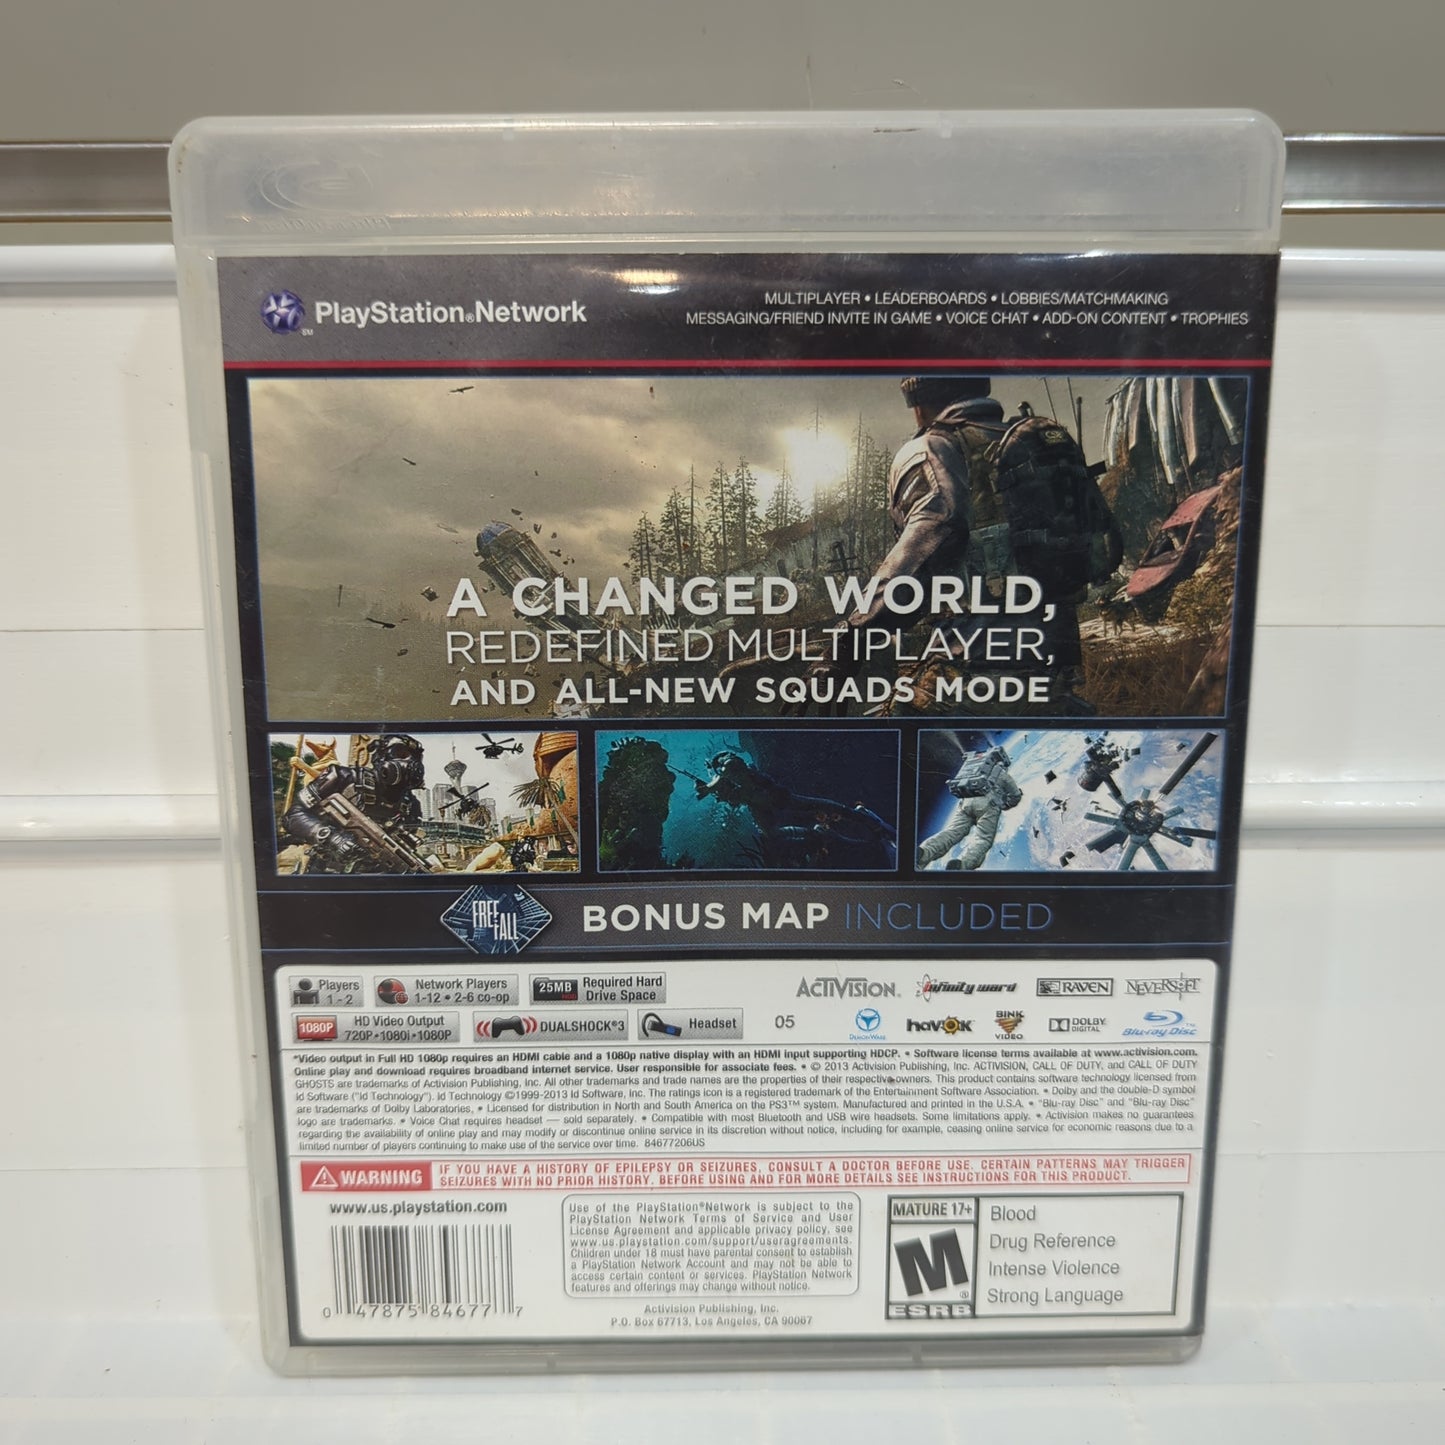 PlayStation®Network
SM
MULTIPLAYER • LEADERBOARDS • LOBBIES/MATCHMAKING
MESSAGING/FRIEND INVITE IN GAME • VOICE CHAT • ADD-ON CONTENT • TROPHIES
A CHANGED WORLD,
REDEFINED MULTIPLAYER,
AND ALL-NEW SQUADS MODE
FREE FALL
BONUS MAP INCLUDED
Players 1 - 2
Network Players 1-12 • 2-6 co-op
25MB Required Hard Drive Space
ACTIVISION®
infinity ward
RAVEN
NEVERSOFT
1080P HD Video Output 720P•1080i•1080P
DUALSHOCK®3
Headset
05
DEMONWARE
havok
BINK VIDEO
DOLBY DIGITAL
Blu-ray Disc
*Video output in Full HD 1080p requires an HDMI cable and a 1080p native display with an HDMI input supporting HDCP. • Software license terms available at www.activision.com.
Online play and download requires broadband internet service. User responsible for associate fees. • © 2013 Activision Publishing, Inc. ACTIVISION, CALL OF DUTY, and CALL OF DUTY
GHOSTS are trademarks of Activision Publishing, Inc. All other trademarks and trade names are the properties of their respective owners. This product contains software technology licensed from
Id Software ("Id Technology"). Id Technology ©1999-2013 Id Software, Inc. The ratings icon is a registered trademark of the Entertainment Software Association. • Dolby and the double-D symbol
are trademarks of Dolby Laboratories, • Licensed for distribution in North and South America on the PS3™ system. Manufactured and printed in the U.S.A. • "Blu-ray Disc" and "Blu-ray Disc"
logo are trademarks. • Voice Chat requires headset — sold separately. • Compatible with most Bluetooth and USB wire headsets. Some limitations apply. • Activision makes no guarantees
regarding the availability of online play and may modify or discontinue online service in its discretion without notice, including for example, ceasing online service for economic reasons due to a
limited number of players continuing to make use of the service over time. 84677206US
WARNING
IF YOU HAVE A HISTORY OF EPILEPSY OR SEIZURES, CONSULT A DOCTOR BEFORE USE. CERTAIN PATTERNS MAY TRIGGER
SEIZURES WITH NO PRIOR HISTORY. BEFORE USING AND FOR MORE DETAILS SEE INSTRUCTIONS FOR THIS PRODUCT.
www.us.playstation.com
0 47875 84677 7
Use of the PlayStation®Network is subject to the
PlayStation Network Terms of Service and User
License Agreement and applicable privacy policy, see
www.us.playstation.com/support/useragreements.
Children under 18 must have parental consent to establish
a PlayStation Network Account and may not be able to
access certain content or services. PlayStation Network
features and offerings may change without notice.
Activision Publishing, Inc.
P.O. Box 67713, Los Angeles, CA 90067
MATURE 17+
M
®
ESRB
Blood
Drug Reference
Intense Violence
Strong Language